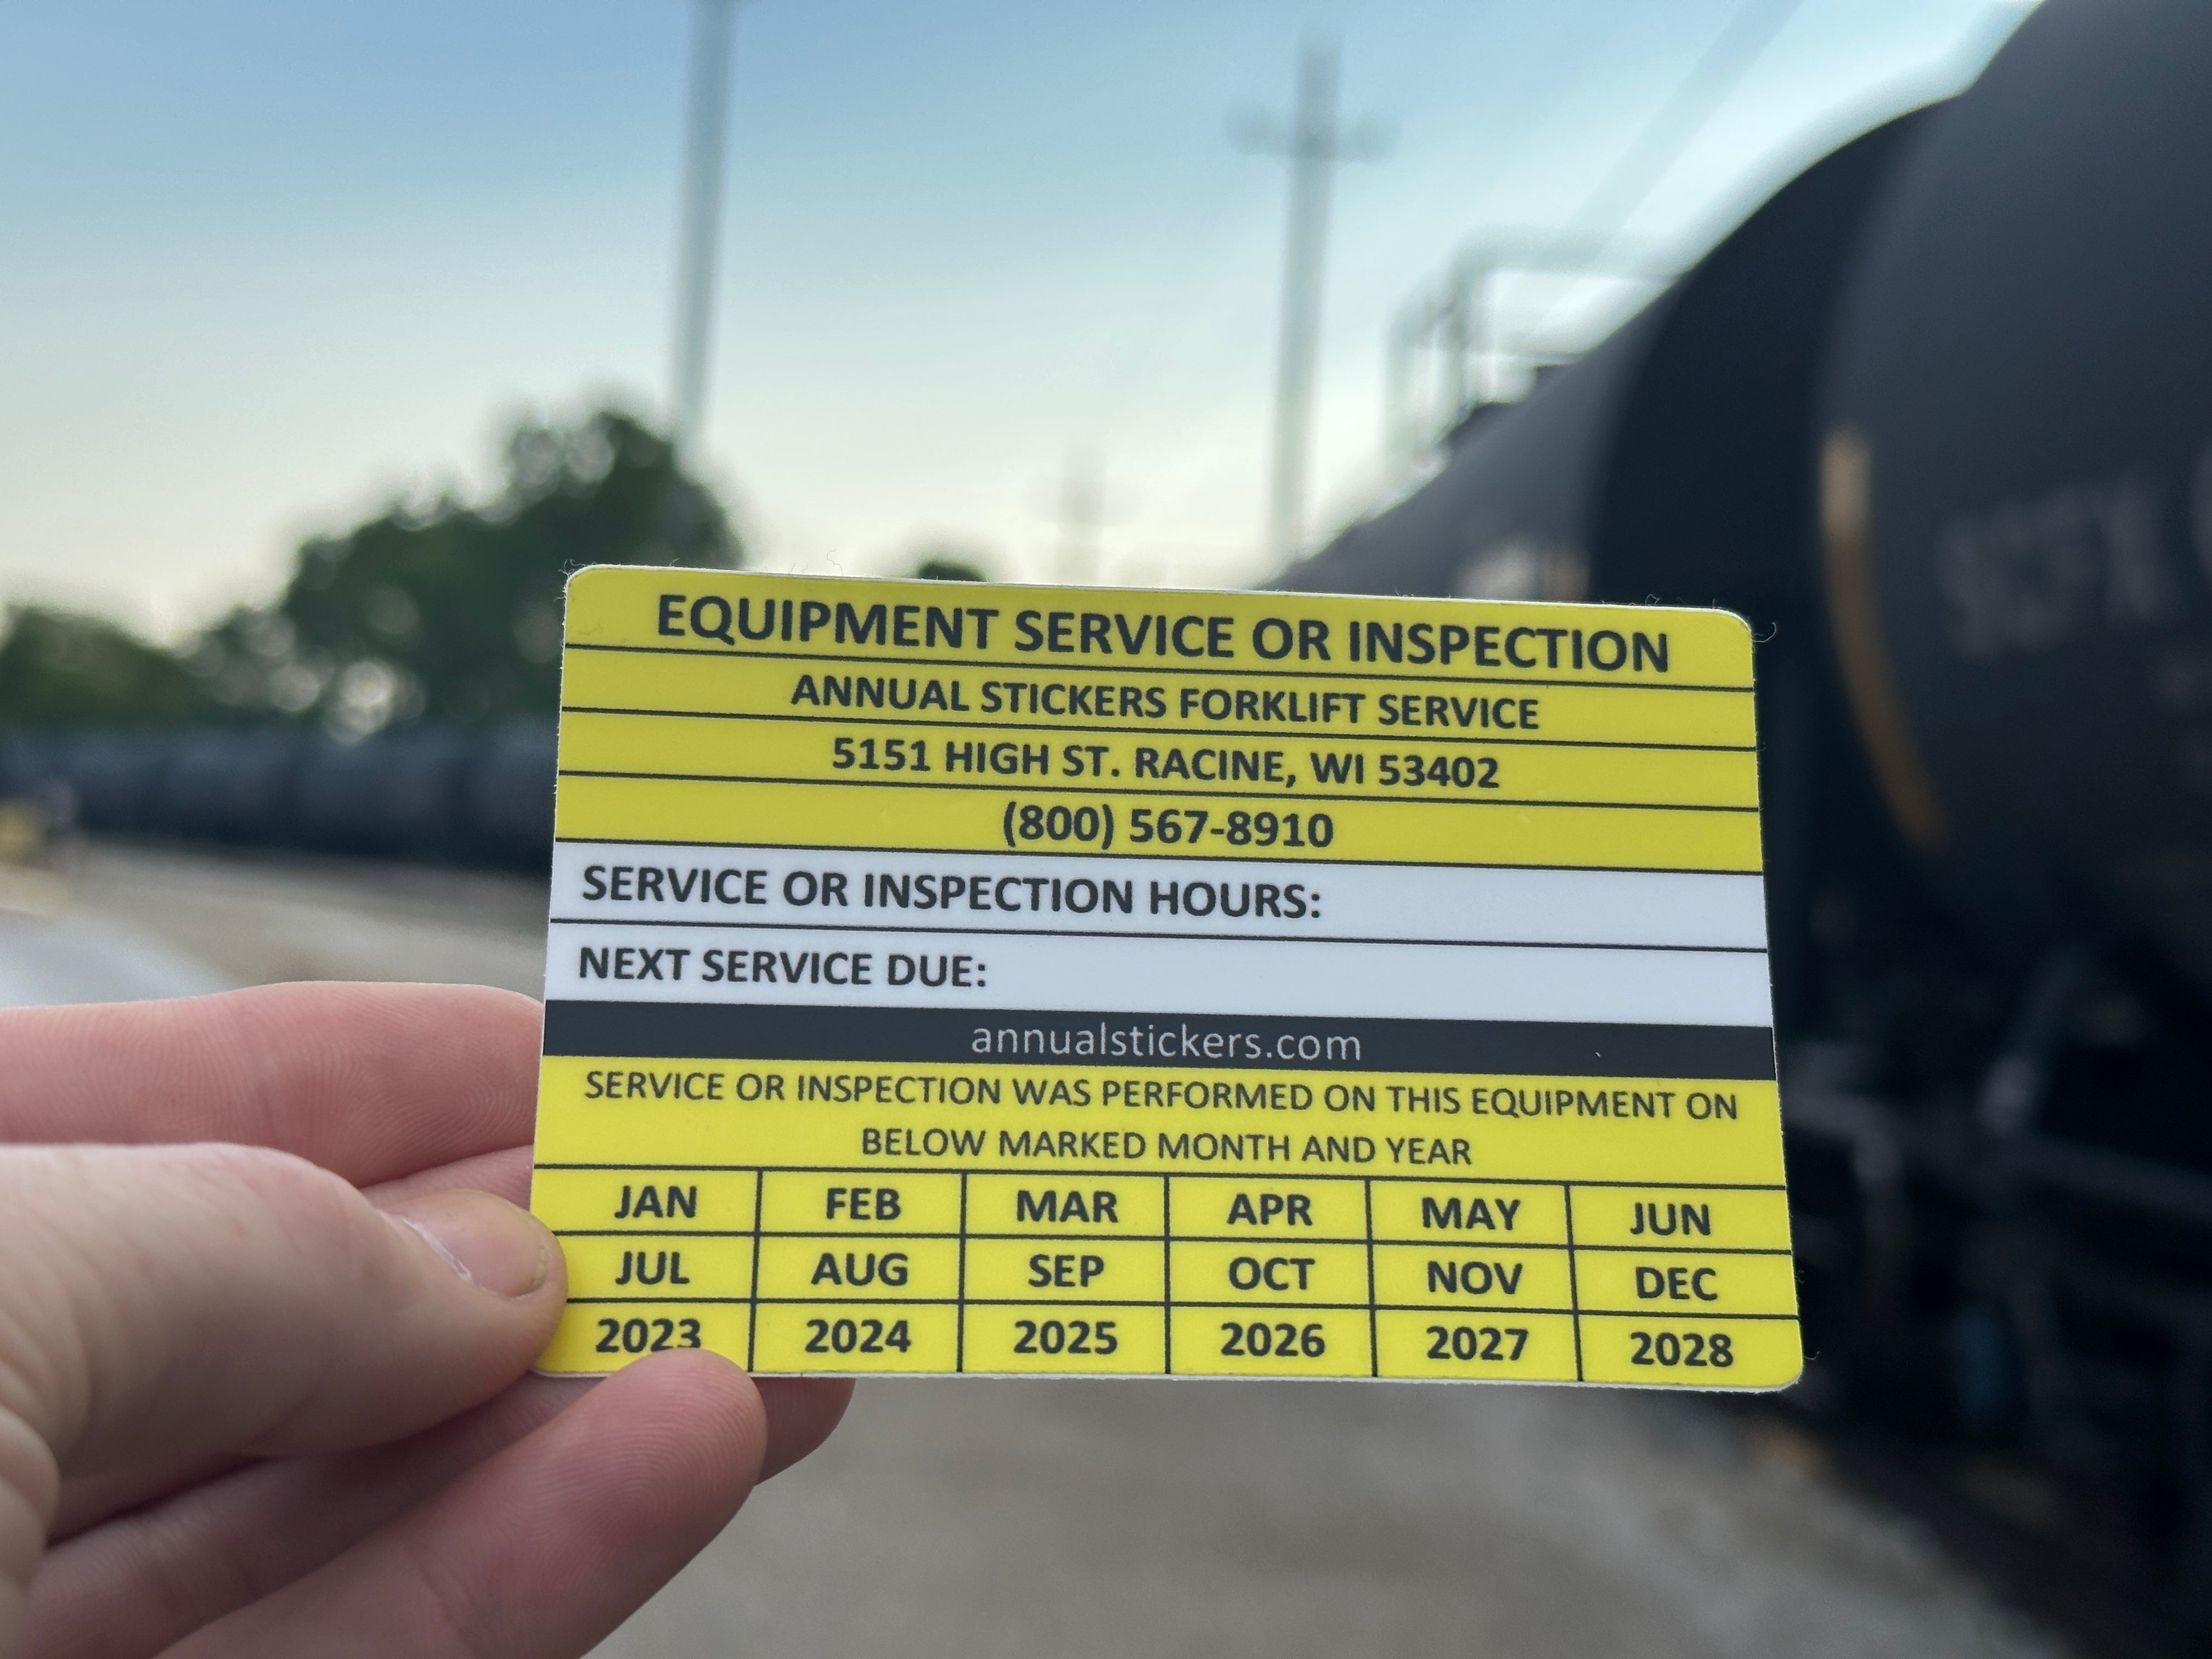 EQUIPMENT SERVICE OR INSPECTION
ANNUAL STICKERS FORKLIFT SERVICE
5151 HIGH ST. RACINE, WI 53402
(800) 567-8910
SERVICE OR INSPECTION HOURS:
NEXT SERVICE DUE:
annualstickers.com
SERVICE OR INSPECTION WAS PERFORMED ON THIS EQUIPMENT ON
BELOW MARKED MONTH AND YEAR
JAN FEB MAR APR MAY JUN
JUL AUG SEP OCT NOV DEC
2023 2024 2025 2026 2027 2028